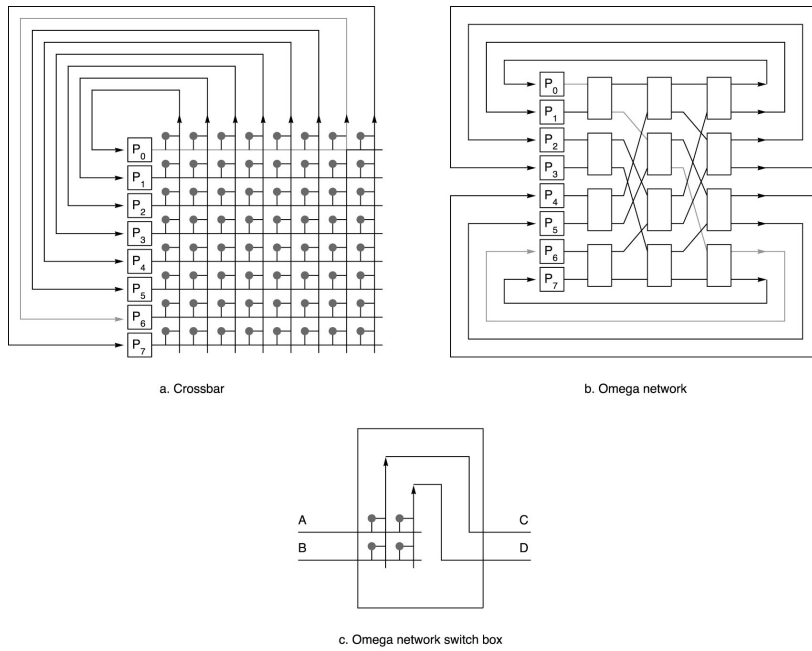 P0
P1
P2
P3
P4
P5
P6
P7
a. Crossbar
P0
P1
P2
P3
P4
P5
P6
P7
b. Omega network
A
B
C
D
c. Omega network switch box